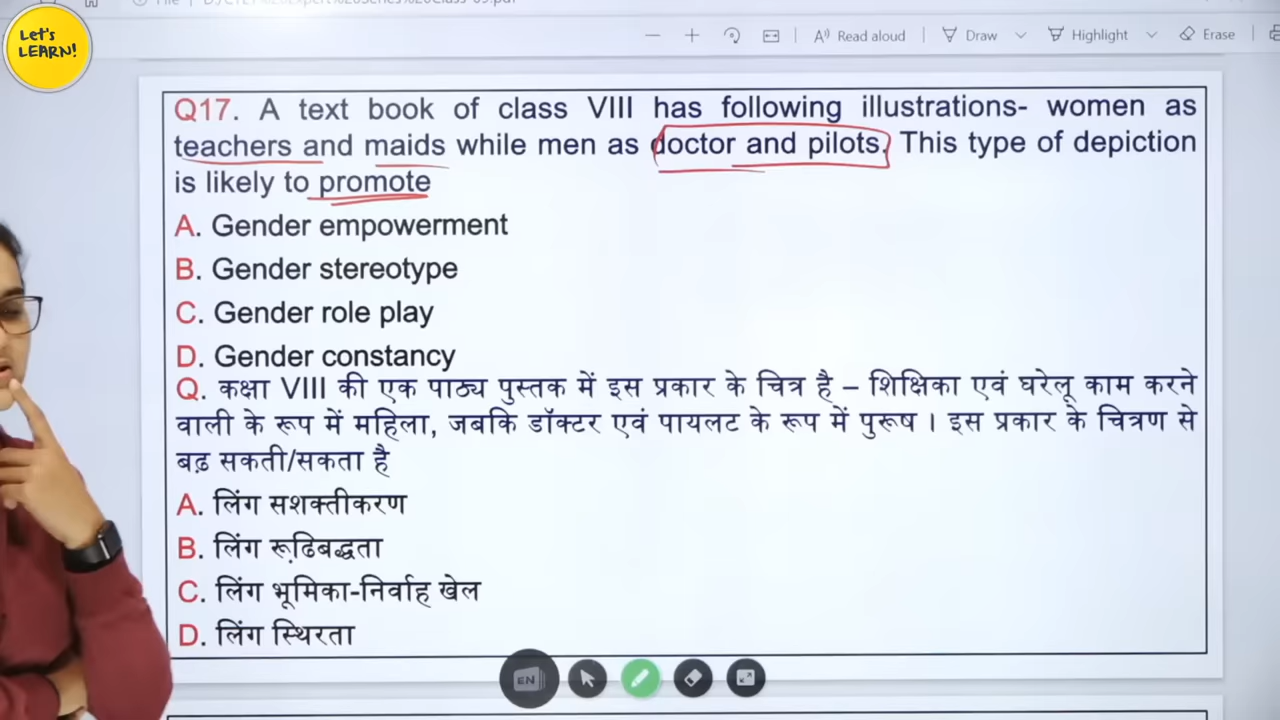 Let's
LEARN!
Read aloud
Draw
Highlight
Erase
Q17. A text book of class VIII has following illustrations- women as
teachers and maids while men as doctor and pilots. This type of depiction
is likely to promote
A. Gender empowerment
B. Gender stereotype
C. Gender role play
D. Gender constancy
Q. कक्षा VIII की एक पाठ्य पुस्तक में इस प्रकार के चित्र है – शिक्षिका एवं घरेलू काम करने
वाली के रूप में महिला, जबकि डॉक्टर एवं पायलट के रूप में पुरूष । इस प्रकार के चित्रण से
बढ़ सकती/सकता है
A. लिंग सशक्तीकरण
B. लिंग रूढ़िबद्धता
C. लिंग भूमिका-निर्वाह खेल
D. लिंग स्थिरता
EN